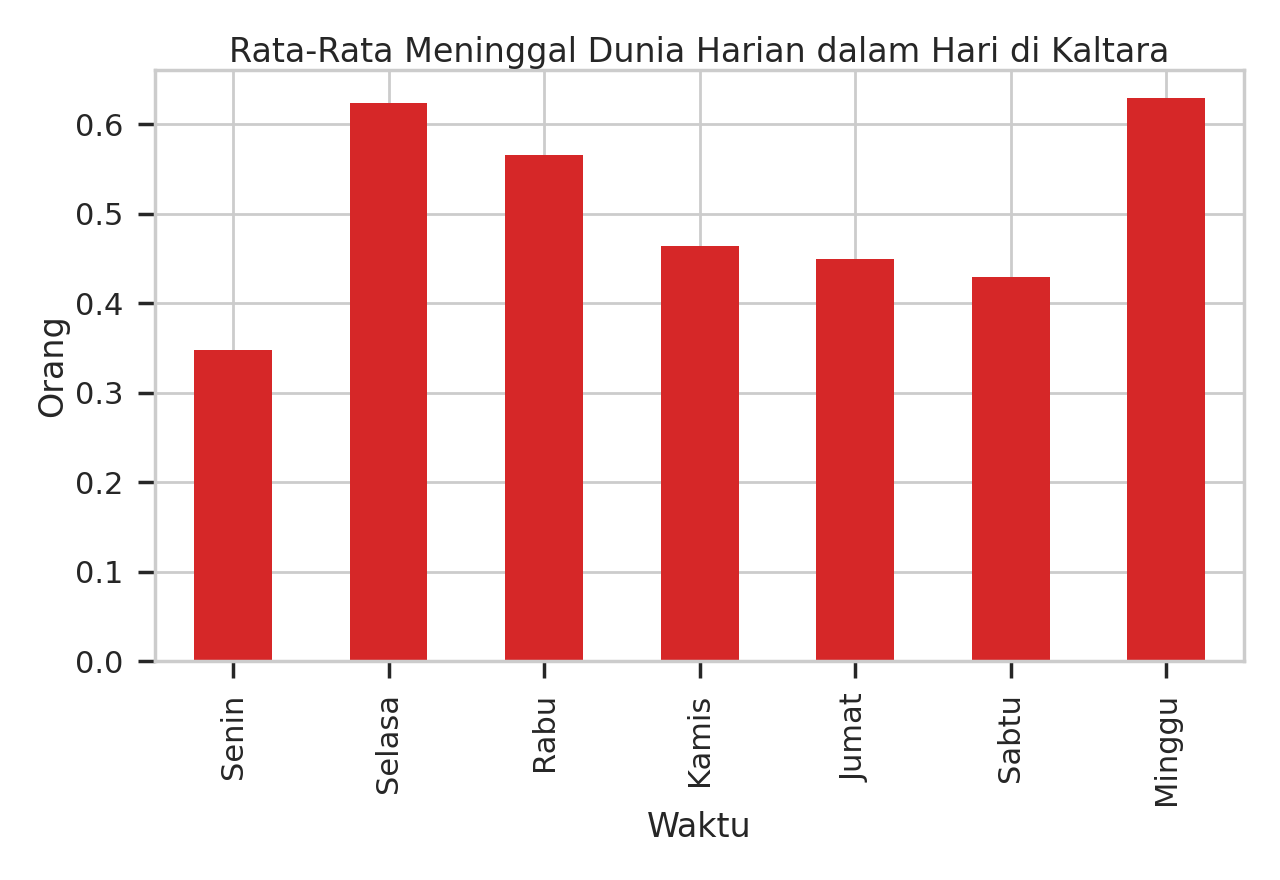 Rata-Rata Meninggal Dunia Harian dalam Hari di Kaltara
Orang
0.6
0.5
0.4
0.3
0.2
0.1
0.0
Senin
Selasa
Rabu
Kamis
Jumat
Sabtu
Minggu
Waktu